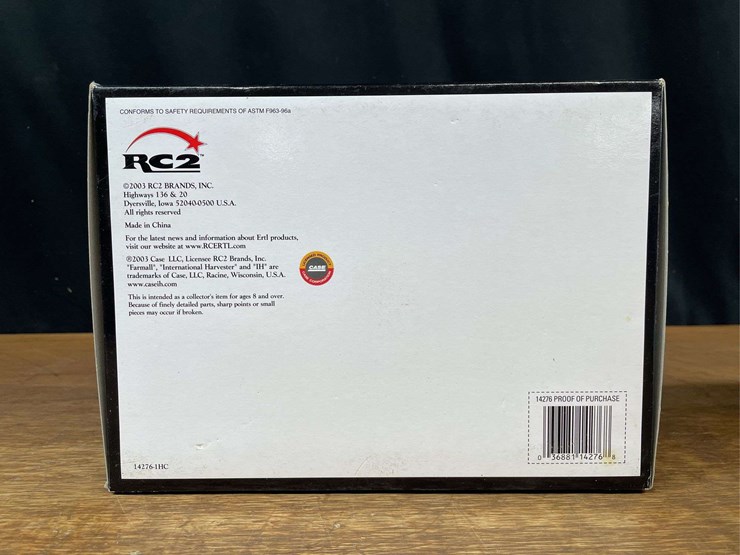 CONFORMS TO SAFETY REQUIREMENTS OF ASTM F963-96a
RC2™
©2003 RC2 BRANDS, INC.
Highways 136 & 20
Dyersville, Iowa 52040-0500 U.S.A.
All rights reserved
Made in China
For the latest news and information about Ertl products,
visit our website at www.RCERTL.com
®2003 Case LLC, Licensee RC2 Brands, Inc.
"Farmall", "International Harvester" and "IH" are
trademarks of Case, LLC, Racine, Wisconsin, U.S.A.
www.caseih.com
CASE
This is intended as a collector's item for ages 8 and over.
Because of finely detailed parts, sharp points or small
pieces may occur if broken.
14276 PROOF OF PURCHASE
0 36881 14276 8
14276-1HC